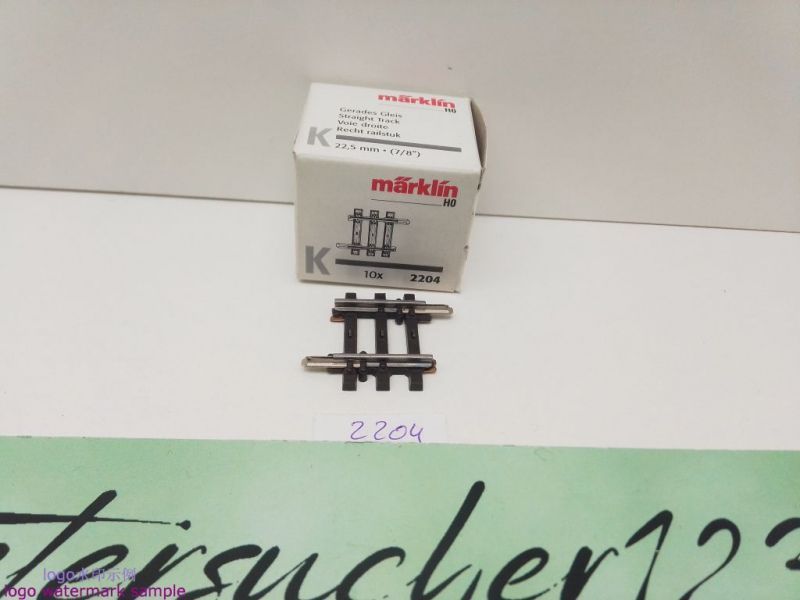 märklin
H0
Gerades Gleis
Straight Track
Voie droite
Recht railstuk
K
22,5 mm • (7/8")
märklin
H0
K
10x 2204
2204
logo水印示例
logo watermark sample